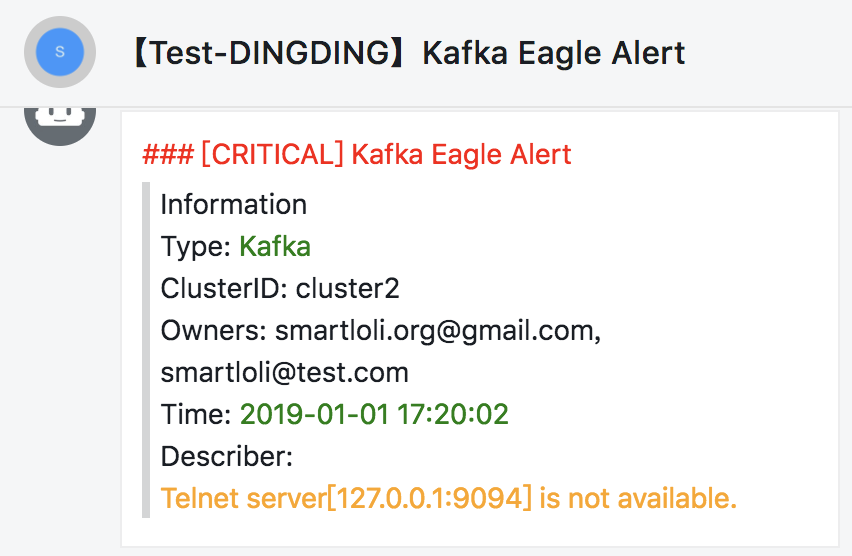 S
【Test-DINGDING】Kafka Eagle Alert
### [CRITICAL] Kafka Eagle Alert
Information
Type: Kafka
ClusterID: cluster2
Owners: smartloli.org@gmail.com,
smartloli@test.com
Time: 2019-01-01 17:20:02
Describer:
Telnet server[127.0.0.1:9094] is not available.